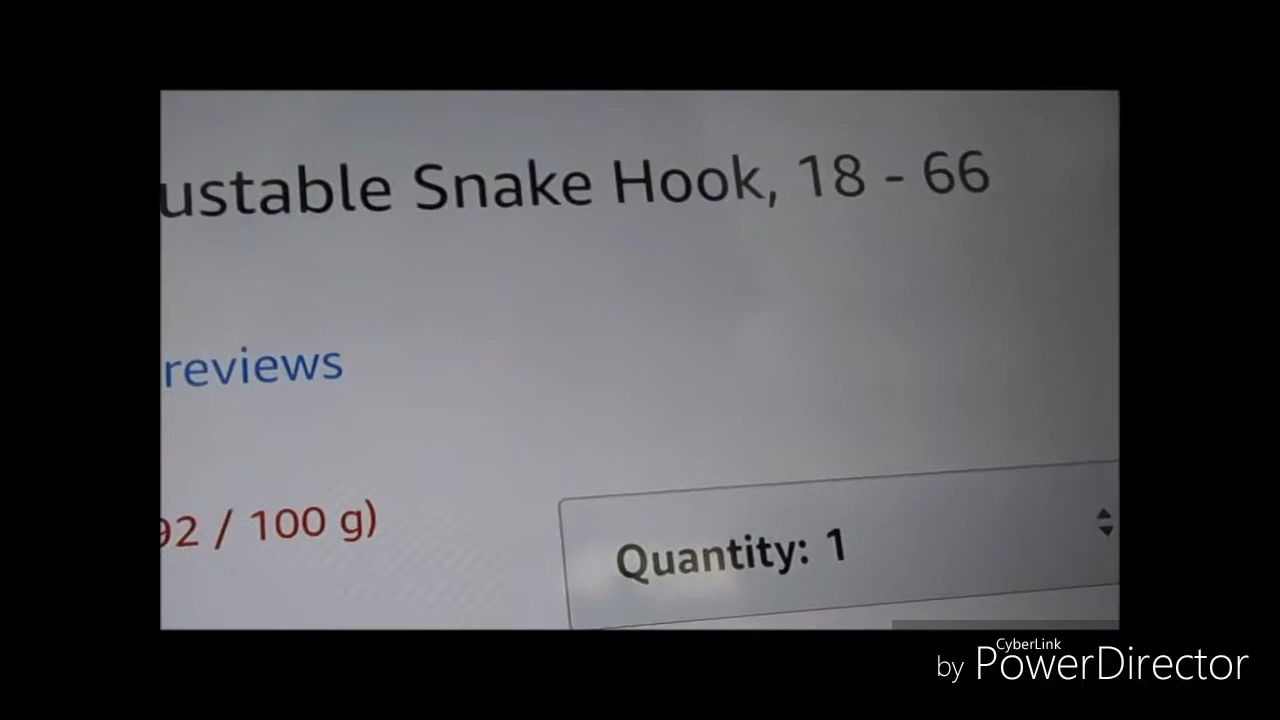 ustable Snake Hook, 18 - 66
reviews
92 / 100 g)
Quantity: 1
CyberLink
by PowerDirector